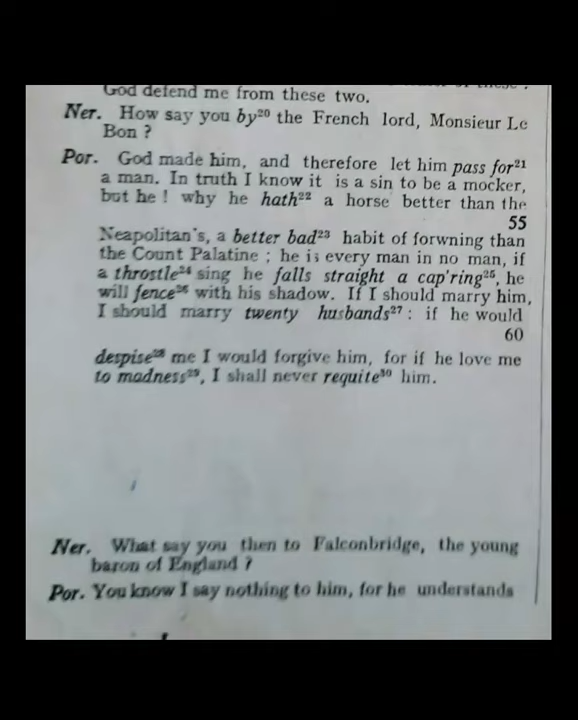 God defend me from these two.
Ner. How say you by20 the French lord, Monsieur Le
Bon ?
Por. God made him, and therefore let him pass for21
a man. In truth I know it is a sin to be a mocker,
but he ! why he hath22 a horse better than the
55
Neapolitan's, a better bad23 habit of forwning than
the Count Palatine ; he is every man in no man, if
a throstle24 sing he falls straight a cap'ring25, he
will fence26 with his shadow. If I should marry him,
I should marry twenty husbands27 : if he would
60
despise28 me I would forgive him, for if he love me
to madness29, I shall never requite30 him.
Ner. What say you then to Falconbridge, the young
baron of England ?
Por. You know I say nothing to him, for he understands